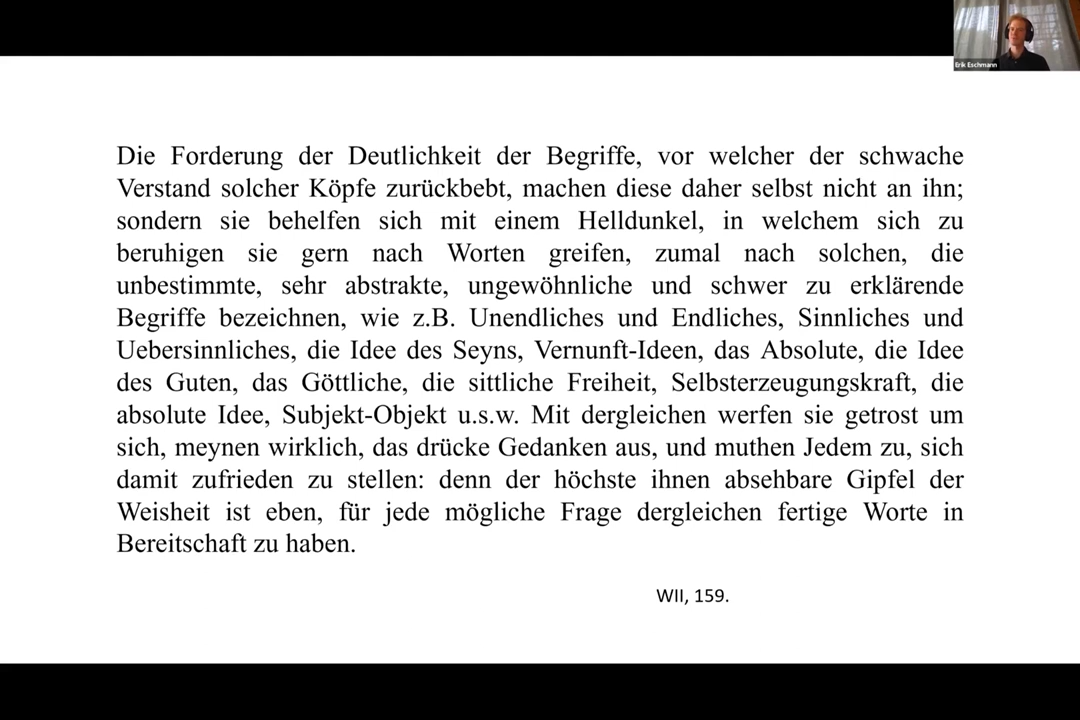 Erik Eschmann
Die Forderung der Deutlichkeit der Begriffe, vor welcher der schwache
Verstand solcher Köpfe zurückbebt, machen diese daher selbst nicht an ihn;
sondern sie behelfen sich mit einem Helldunkel, in welchem sich zu
beruhigen sie gern nach Worten greifen, zumal nach solchen, die
unbestimmte, sehr abstrakte, ungewöhnliche und schwer zu erklärende
Begriffe bezeichnen, wie z.B. Unendliches und Endliches, Sinnliches und
Uebersinnliches, die Idee des Seyns, Vernunft-Ideen, das Absolute, die Idee
des Guten, das Göttliche, die sittliche Freiheit, Selbsterzeugungskraft, die
absolute Idee, Subjekt-Objekt u.s.w. Mit dergleichen werfen sie getrost um
sich, meynen wirklich, das drücke Gedanken aus, und muthen Jedem zu, sich
damit zufrieden zu stellen: denn der höchste ihnen absehbare Gipfel der
Weisheit ist eben, für jede mögliche Frage dergleichen fertige Worte in
Bereitschaft zu haben.
WII, 159.